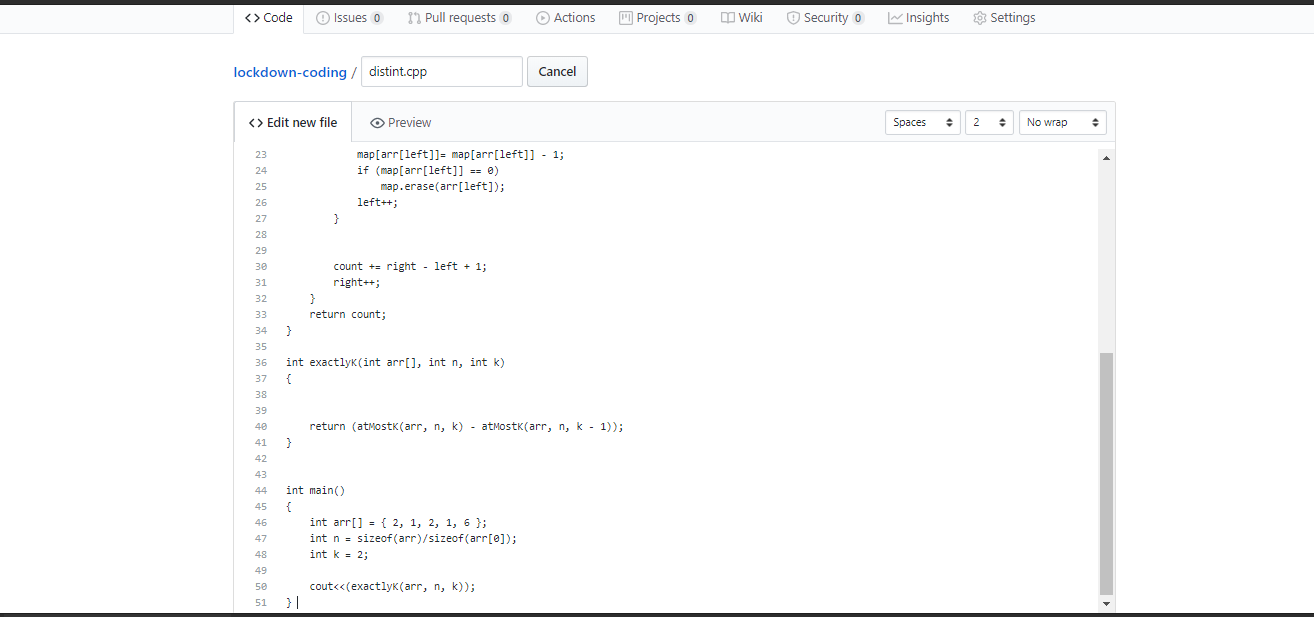 Code Issues 0 Pull requests 0 Actions Projects 0 Wiki Security 0 Insights Settings
lockdown-coding / distint.cpp Cancel
<> Edit new file Preview Spaces 2 No wrap
23 map[arr[left]]= map[arr[left]] - 1;
24 if (map[arr[left]] == 0)
25 map.erase(arr[left]);
26 left++;
27 }
28
29
30 count += right - left + 1;
31 right++;
32 }
33 return count;
34 }
35
36 int exactlyK(int arr[], int n, int k)
37 {
38
39
40 return (atMostK(arr, n, k) - atMostK(arr, n, k - 1));
41 }
42
43
44 int main()
45 {
46 int arr[] = { 2, 1, 2, 1, 6 };
47 int n = sizeof(arr)/sizeof(arr[0]);
48 int k = 2;
49
50 cout<<(exactlyK(arr, n, k));
51 }